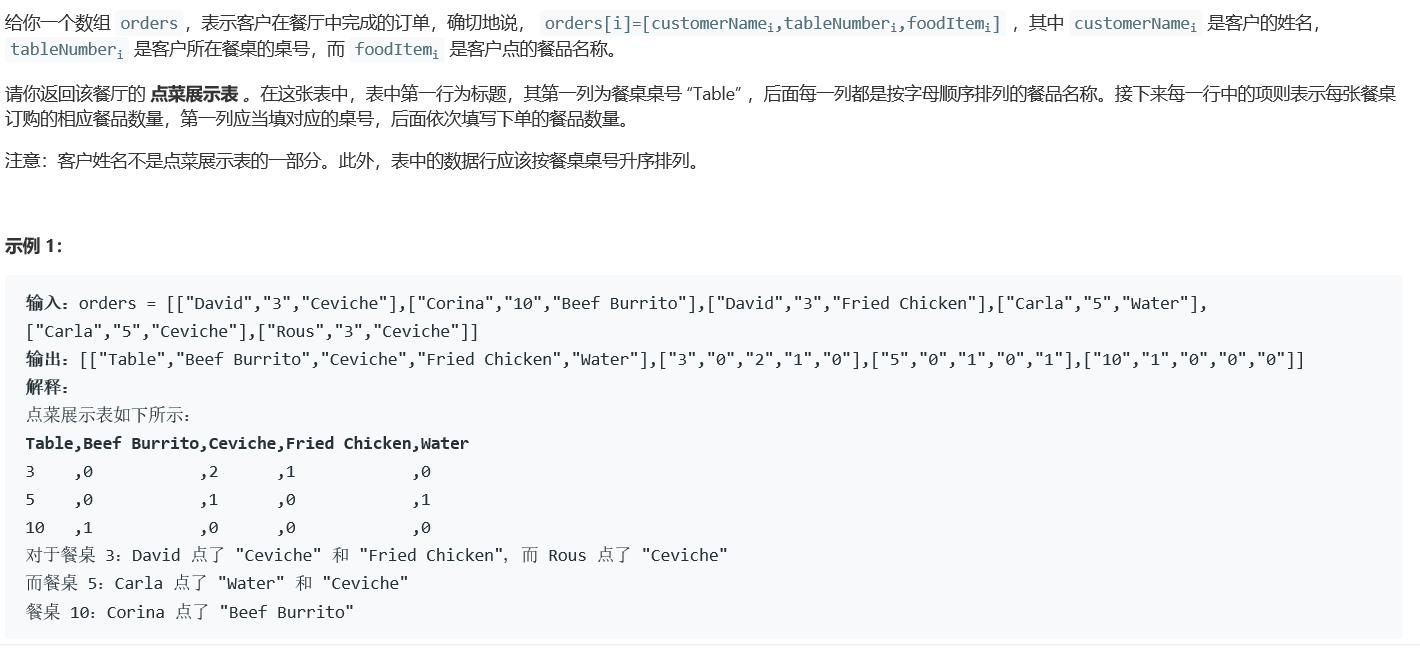 给你一个数组 orders ，表示客户在餐厅中完成的订单，确切地说， orders[i]=[customerNameᵢ,tableNumberᵢ,foodItemᵢ] ，其中 customerNameᵢ 是客户的姓名，
tableNumberᵢ 是客户所在餐桌的桌号，而 foodItemᵢ 是客户点的餐品名称。
请你返回该餐厅的 点菜展示表 。在这张表中，表中第一行为标题，其第一列为餐桌桌号 “Table” ，后面每一列都是按字母顺序排列的餐品名称。接下来每一行中的项则表示每张餐桌
订购的相应餐品数量，第一列应当填对应的桌号，后面依次填写下单的餐品数量。
注意：客户姓名不是点菜展示表的一部分。此外，表中的数据行应该按餐桌桌号升序排列。
示例 1：
输入：orders = [["David","3","Ceviche"],["Corina","10","Beef Burrito"],["David","3","Fried Chicken"],["Carla","5","Water"],
["Carla","5","Ceviche"],["Rous","3","Ceviche"]]
输出：[["Table","Beef Burrito","Ceviche","Fried Chicken","Water"],["3","0","2","1","0"],["5","0","1","0","1"],["10","1","0","0","0"]]
解释：
点菜展示表如下所示：
Table,Beef Burrito,Ceviche,Fried Chicken,Water
3    ,0           ,2      ,1            ,0
5    ,0           ,1      ,0            ,1
10   ,1           ,0      ,0            ,0
对于餐桌 3：David 点了 "Ceviche" 和 "Fried Chicken"，而 Rous 点了 "Ceviche"
而餐桌 5：Carla 点了 "Water" 和 "Ceviche"
餐桌 10：Corina 点了 "Beef Burrito"